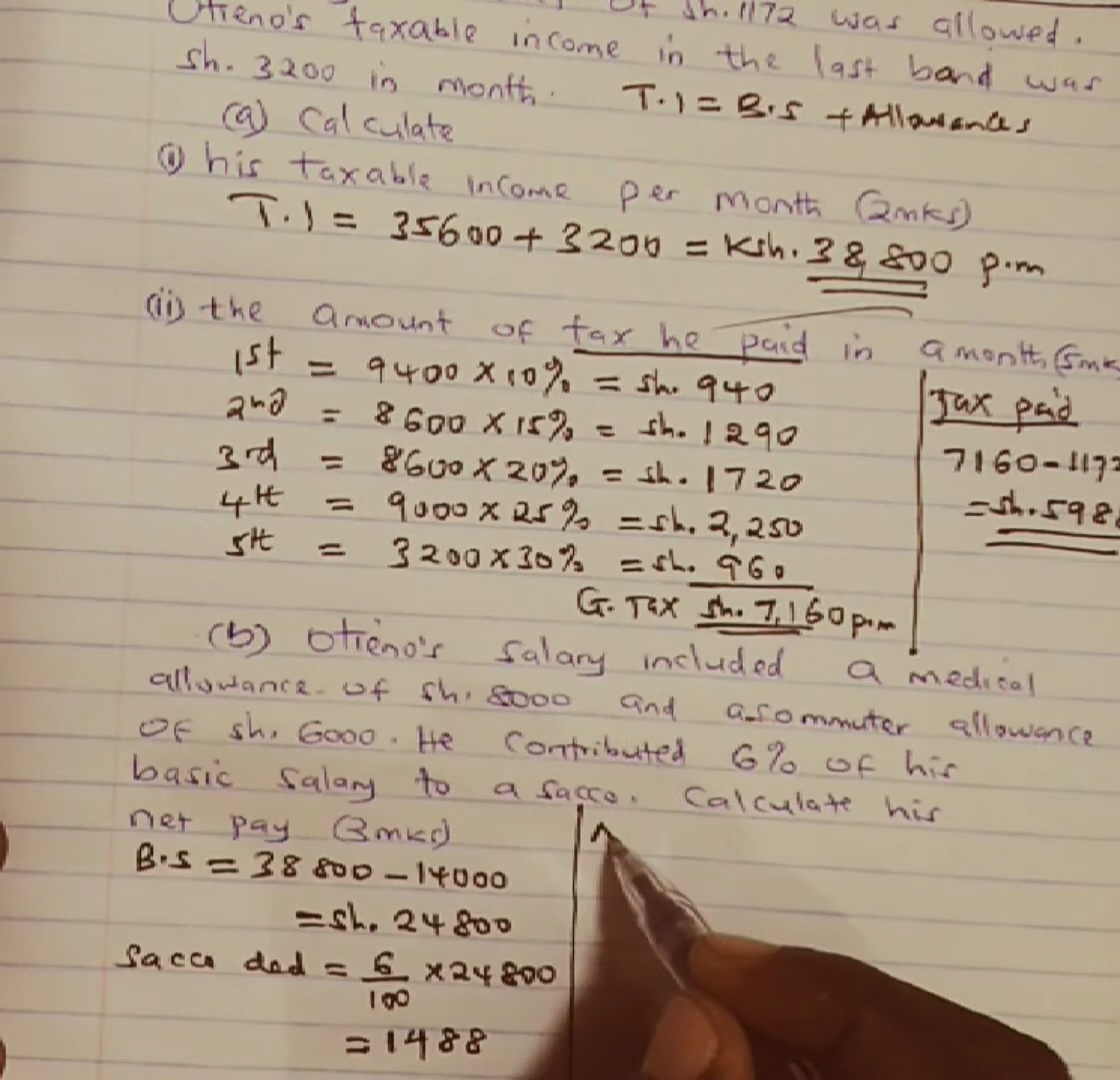 of sh. 1172 was allowed.
Otieno's taxable income in the last band was
sh. 3200 in month. T.I = B.S + Allowances
(a) Calculate
(i) his taxable income per month (2mks)
T.I = 35600 + 3200 = Ksh. 38,800 p.m
(ii) the amount of tax he paid in a month (5mks
1st = 9400 x 10% = sh. 940
2nd = 8600 x 15% = sh. 1290
3rd = 8600 x 20% = sh. 1720
4th = 9000 x 25% = sh. 2,250
5th = 3200 x 30% = sh. 960
G. Tax sh. 7,160 p.m
Tax paid
7160 - 1172
= sh. 598
(b) Otieno's salary included a medical
allowance of sh. 8000 and a commuter allowance
of sh. 6000. He contributed 6% of his
basic salary to a sacco. Calculate his
net pay (3mks)
B.S = 38 800 - 14000
= sh. 24 800
Sacco ded = 6/100 x 24 800
= 1488